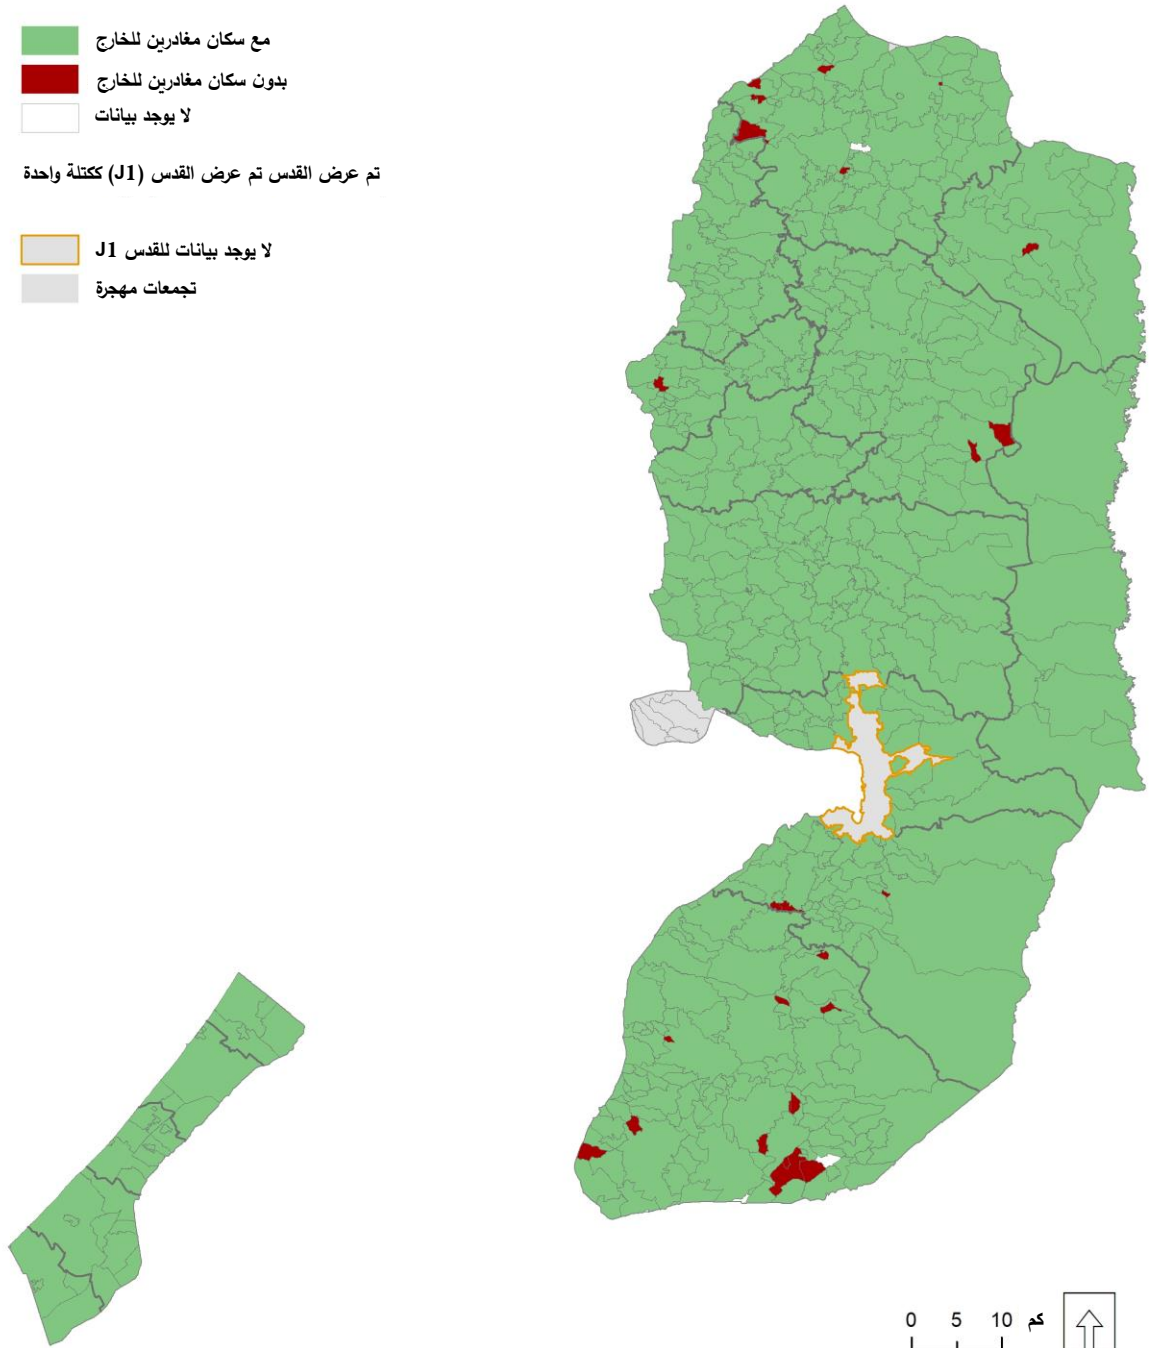 مع سكان مغادرين للخارج
بدون سكان مغادرين للخارج
لا يوجد بيانات
تم عرض القدس تم عرض القدس (J1) ككتلة واحدة
لا يوجد بيانات للقدس J1
تجمعات مهجرة
0 5 10 كم